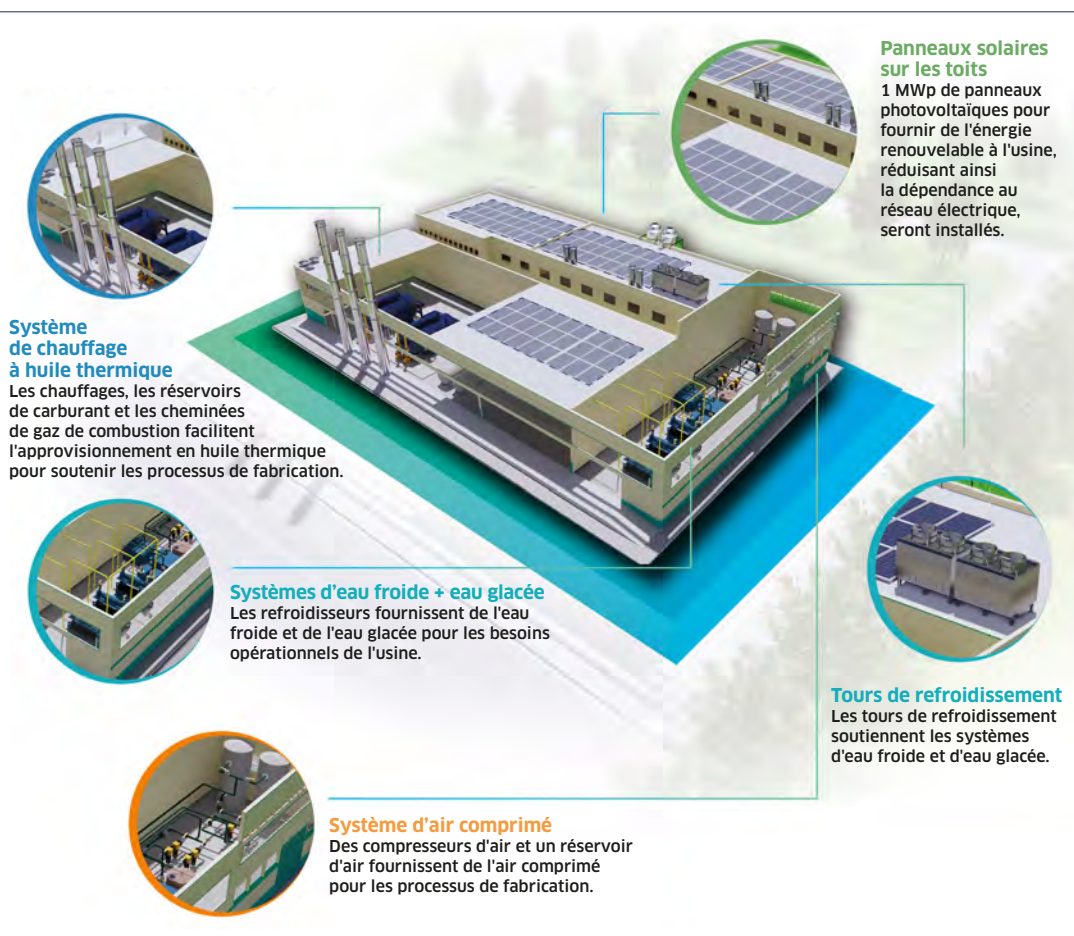 Panneaux solaires
sur les toits
1 MWp de panneaux
photovoltaïques pour
fournir de l'énergie
renouvelable à l'usine,
réduisant ainsi
la dépendance au
réseau électrique,
seront installés.
Système
de chauffage
à huile thermique
Les chauffages, les réservoirs
de carburant et les cheminées
de gaz de combustion facilitent
l'approvisionnement en huile thermique
pour soutenir les processus de fabrication.
Systèmes d'eau froide + eau glacée
Les refroidisseurs fournissent de l'eau
froide et de l'eau glacée pour les besoins
opérationnels de l'usine.
Tours de refroidissement
Les tours de refroidissement
soutiennent les systèmes
d'eau froide et d'eau glacée.
Système d'air comprimé
Des compresseurs d'air et un réservoir
d'air fournissent de l'air comprimé
pour les processus de fabrication.